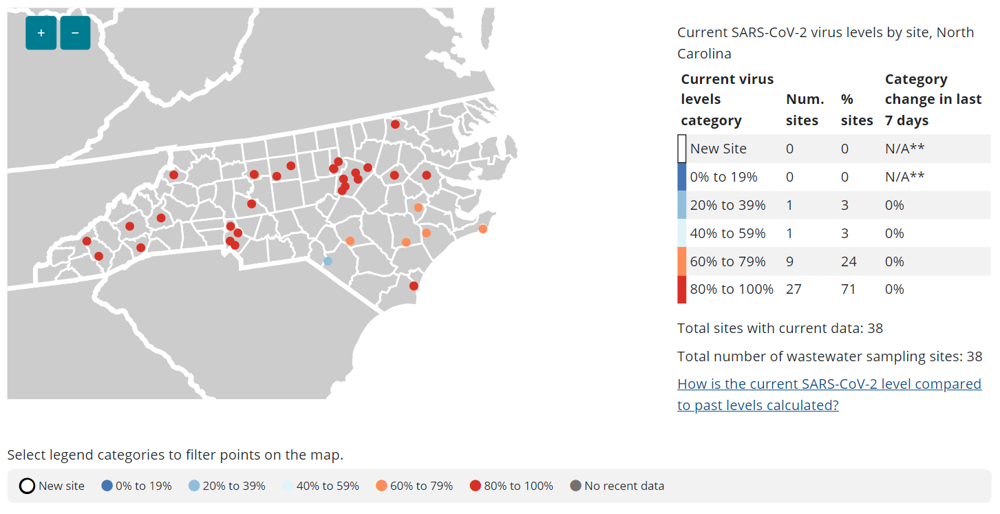 + −
Current SARS-CoV-2 virus levels by site, North
Carolina
Current virus
levels
category
Num.
sites
%
sites
Category
change in last
7 days
New Site 0 0 N/A**
0% to 19% 0 0 N/A**
20% to 39% 1 3 0%
40% to 59% 1 3 0%
60% to 79% 9 24 0%
80% to 100% 27 71 0%
Total sites with current data: 38
Total number of wastewater sampling sites: 38
How is the current SARS-CoV-2 level compared
to past levels calculated?
Select legend categories to filter points on the map.
New site 0% to 19% 20% to 39% 40% to 59% 60% to 79% 80% to 100% No recent data